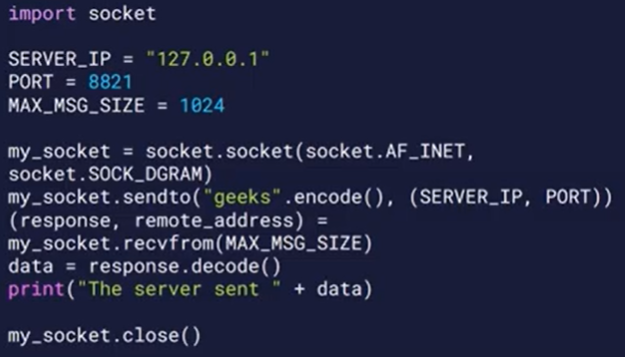 import socket
SERVER_IP = "127.0.0.1"
PORT = 8821
MAX_MSG_SIZE = 1024
my_socket = socket.socket(socket.AF_INET,
socket.SOCK_DGRAM)
my_socket.sendto("geeks".encode(), (SERVER_IP, PORT))
(response, remote_address) =
my_socket.recvfrom(MAX_MSG_SIZE)
data = response.decode()
print("The server sent " + data)
my_socket.close()